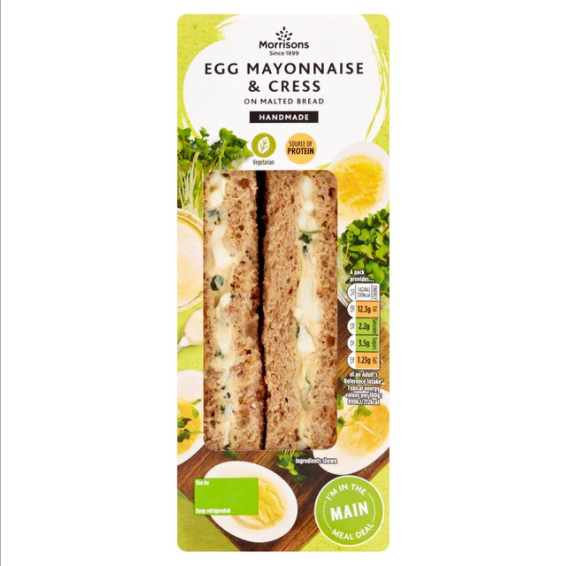 Morrisons
Since 1899
EGG MAYONNAISE
& CRESS
ON MALTED BREAD
HANDMADE
Vegetarian
SOURCE OF
PROTEIN
A pack
provides...
12.3g
2.2g
3.5g
1.25g
of an Adult's
Reference Intake
Typical energy
values per 100g
Ingredients shown
Use by
Keep refrigerated
I'M IN THE
MAIN
MEAL DEAL